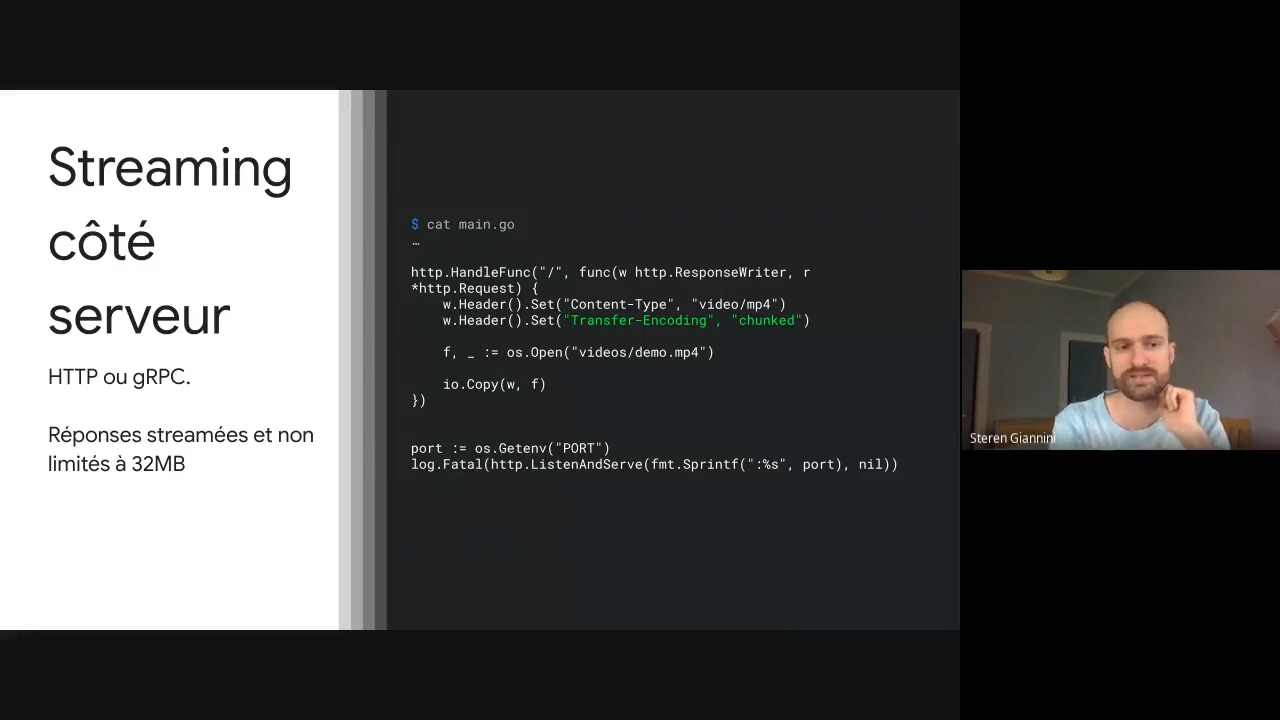 Streaming
côté
serveur
HTTP ou gRPC.
Réponses streamées et non
limités à 32MB
$ cat main.go
…
http.HandleFunc("/", func(w http.ResponseWriter, r
*http.Request) {
    w.Header().Set("Content-Type", "video/mp4")
    w.Header().Set("Transfer-Encoding", "chunked")
    f, _ := os.Open("videos/demo.mp4")
    io.Copy(w, f)
})
port := os.Getenv("PORT")
log.Fatal(http.ListenAndServe(fmt.Sprintf(":%s", port), nil))
Steren Giannini